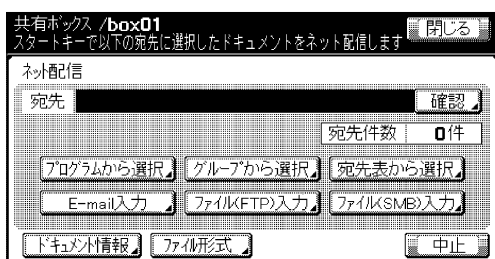 共有ボックス /box01
スタートキーで以下の宛先に選択したドキュメントをネット配信します
閉じる
ネット配信
宛先
確認
宛先件数 0件
プログラムから選択 グループから選択 宛先表から選択
E-mail入力 ファイル(FTP)入力 ファイル(SMB)入力
ドキュメント情報 ファイル形式 中止